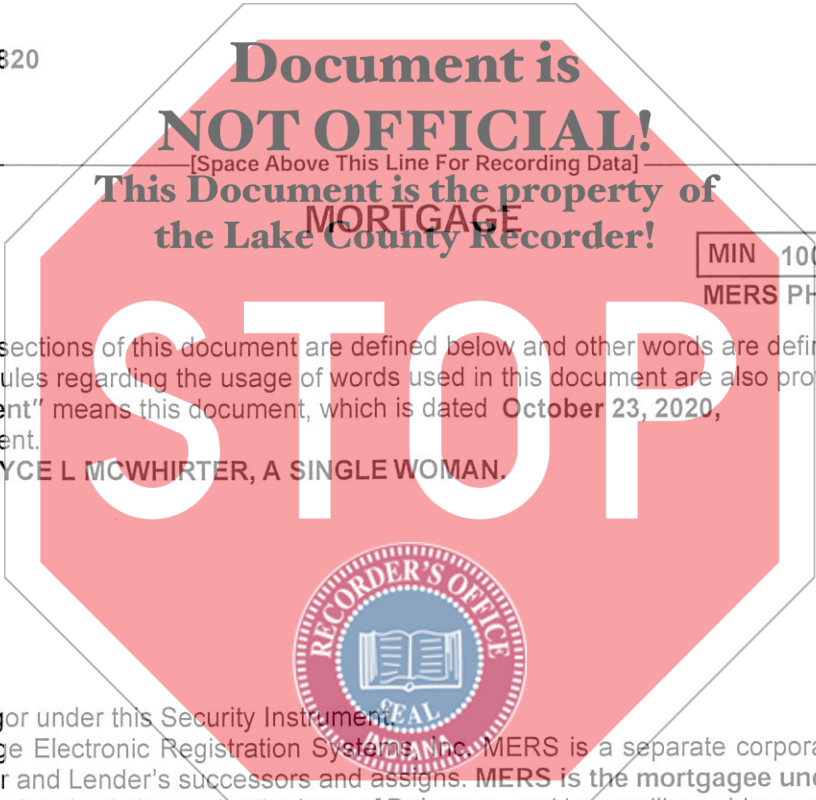 320
Document is
NOT OFFICIAL!
[Space Above This Line For Recording Data]
This Document is the property of
MORTGAGE
the Lake County Recorder!
MIN 100
MERS PH
STOP
sections of this document are defined below and other words are defin
ules regarding the usage of words used in this document are also prov
ent" means this document, which is dated October 23, 2020,
ent.
YCE L MCWHIRTER, A SINGLE WOMAN.
RECORDER'S OFFICE
SEAL
INDIANA
gor under this Security Instrument.
ge Electronic Registration Systems, Inc. MERS is a separate corpora
r and Lender's successors and assigns. MERS is the mortgagee und